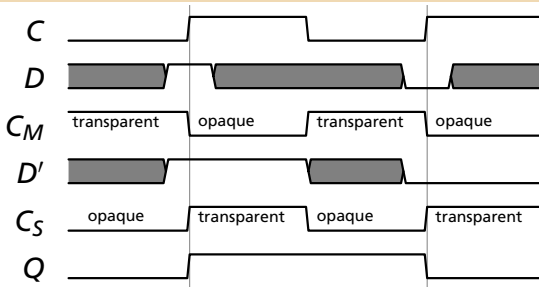 C
D
C_M transparent opaque transparent opaque
D'
C_S opaque transparent opaque transparent
Q